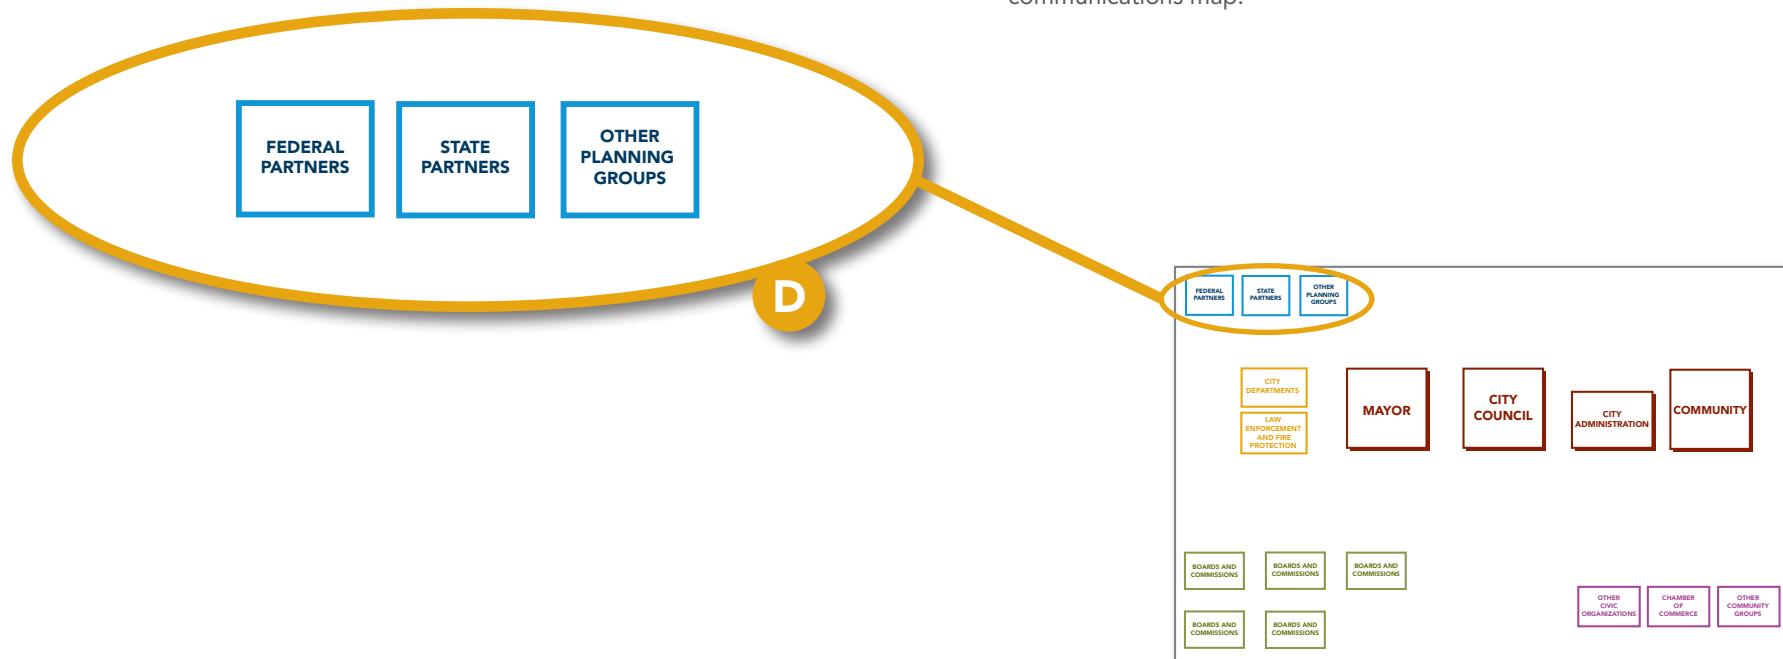 communications map.
FEDERAL
PARTNERS
STATE
PARTNERS
OTHER
PLANNING
GROUPS
D
FEDERAL
PARTNERS
STATE
PARTNERS
OTHER
PLANNING
GROUPS
CITY
DEPARTMENTS
LAW
ENFORCEMENT
AND FIRE
PROTECTION
MAYOR
CITY
COUNCIL
CITY
ADMINISTRATION
COMMUNITY
BOARDS AND
COMMISSIONS
BOARDS AND
COMMISSIONS
BOARDS AND
COMMISSIONS
OTHER
CIVIC
ORGANIZATIONS
CHAMBER
OF
COMMERCE
OTHER
COMMUNITY
GROUPS
BOARDS AND
COMMISSIONS
BOARDS AND
COMMISSIONS